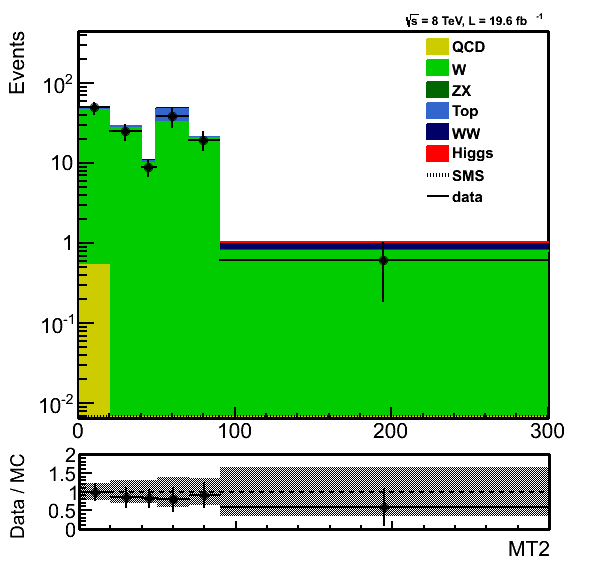 √s = 8 TeV, L = 19.6 fb⁻¹
Events
QCD
W
ZX
Top
WW
Higgs
SMS
data
10²
10
1
10⁻¹
10⁻²
0 100 200 300
Data / MC
2
1.5
1
0.5
0
MT2